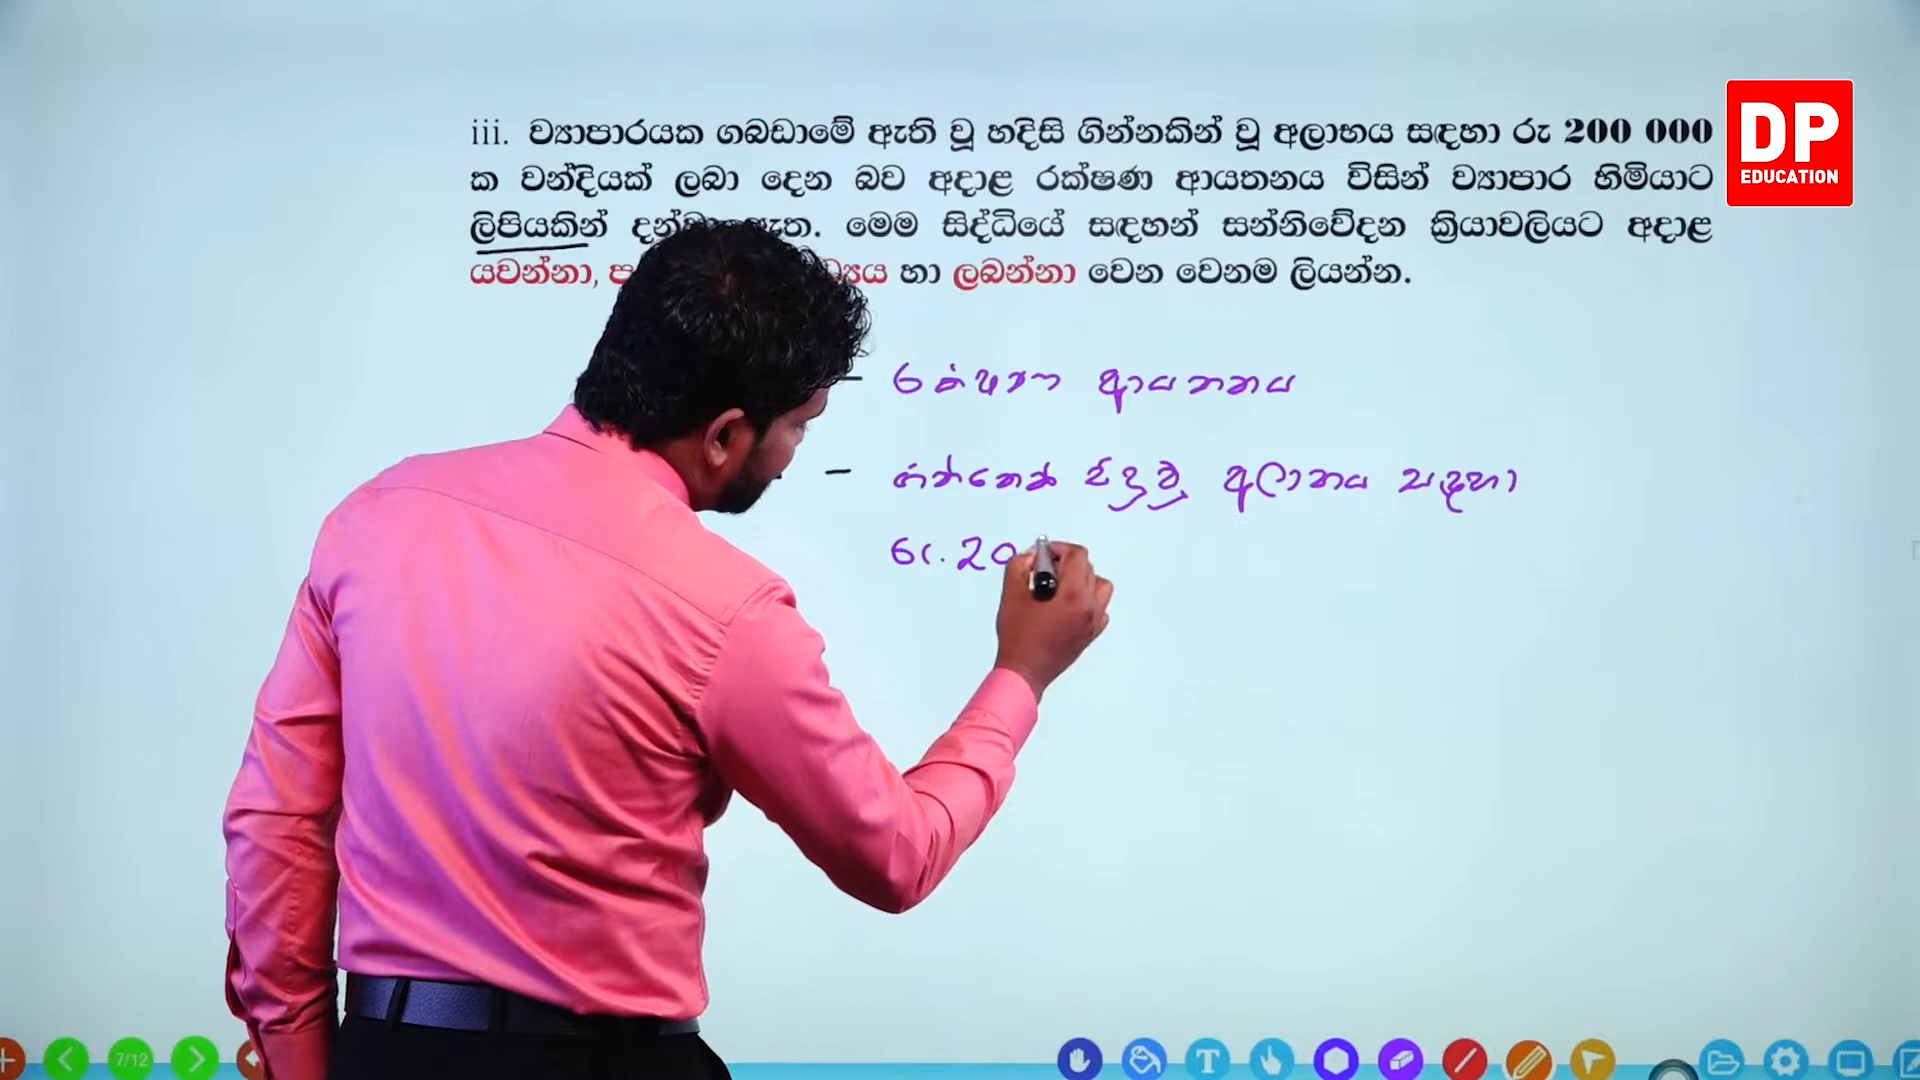 iii. ව්‍යාපාරයක ගබඩාමේ ඇති වූ හදිසි ගින්නකින් වූ අලාභය සඳහා රු 200 000
ක වන්දියක් ලබා දෙන බව අදාළ රක්ෂණ ආයතනය විසින් ව්‍යාපාර හිමියාට
ලිපියකින් ඇත. මෙම සිද්ධියේ සඳහන් සන්නිවේදන ක්‍රියාවලියට අදාළ
යවන්නා, හා ලබන්නා වෙන වෙනම ලියන්න.
DP
EDUCATION
– රක්ෂණ ආයතනය
– ගින්නෙන් සිදු වූ අලාභය සඳහා
රු. 20
7/12
T